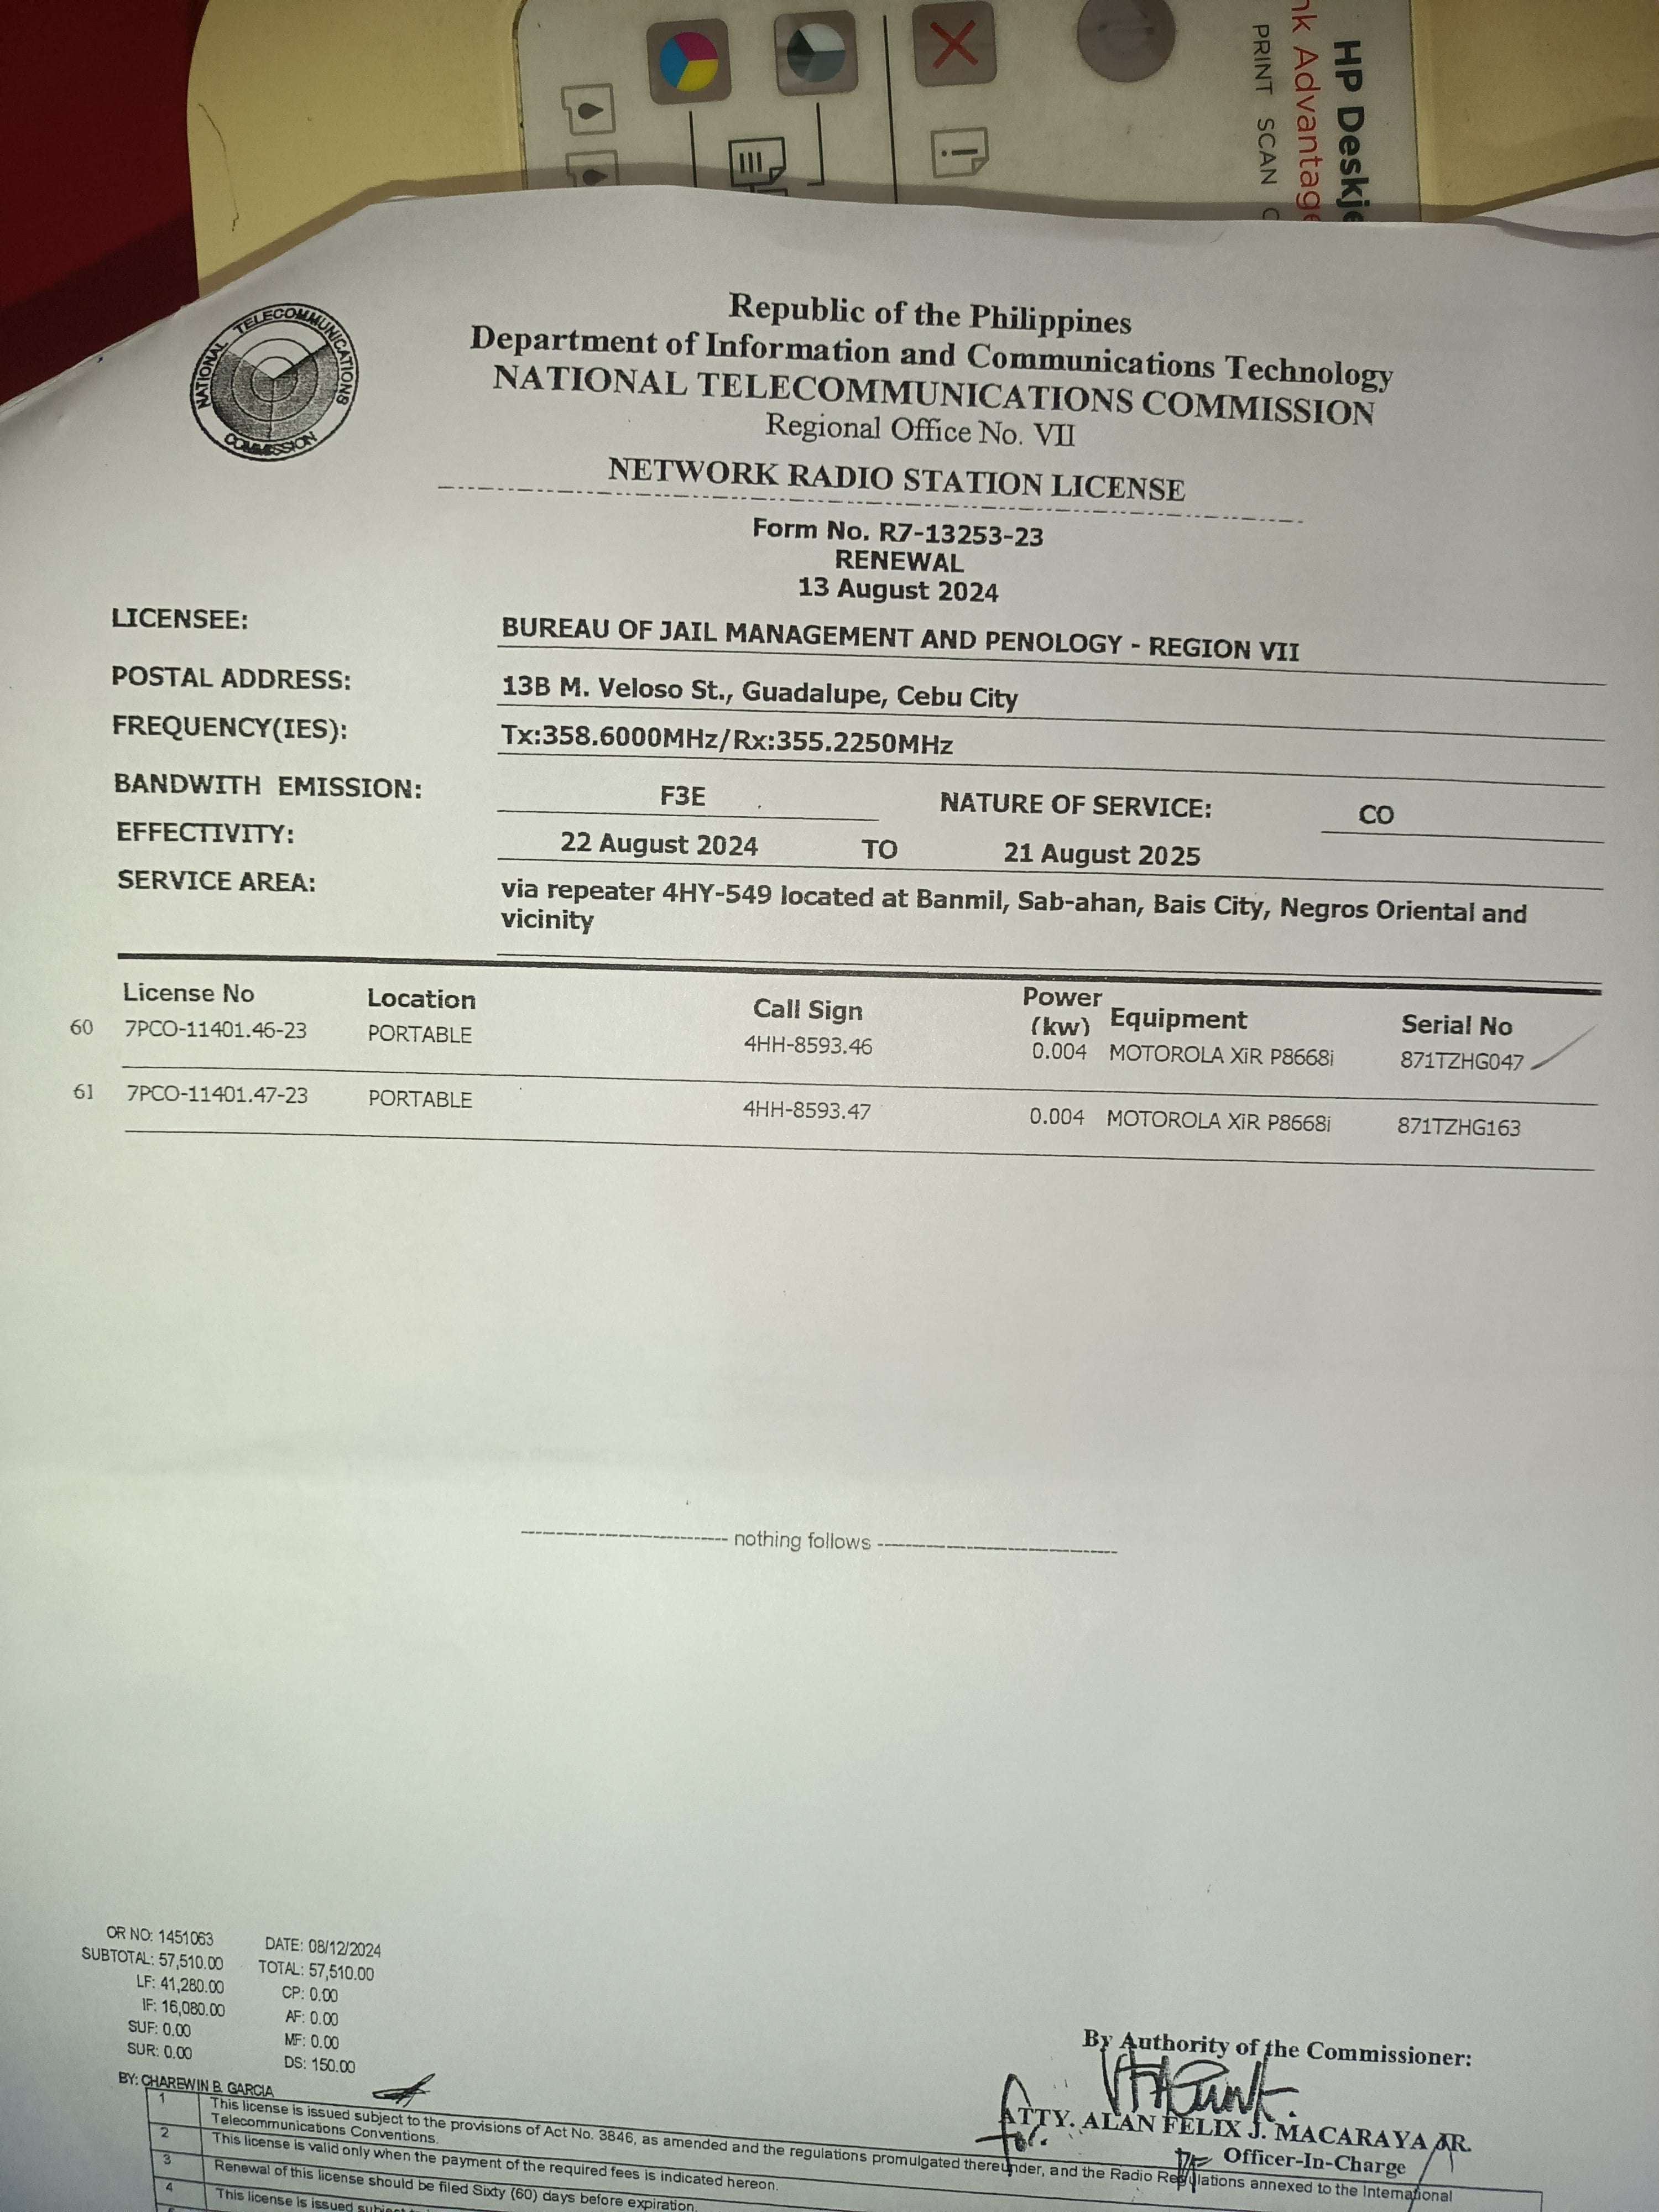 HP Deskje
nk Advantage
PRINT SCAN C
NATIONAL TELECOMMUNICATIONS COMMISSION
Republic of the Philippines
Department of Information and Communications Technology
NATIONAL TELECOMMUNICATIONS COMMISSION
Regional Office No. VII
NETWORK RADIO STATION LICENSE
Form No. R7-13253-23
RENEWAL
13 August 2024
LICENSEE: BUREAU OF JAIL MANAGEMENT AND PENOLOGY - REGION VII
POSTAL ADDRESS: 13B M. Veloso St., Guadalupe, Cebu City
FREQUENCY(IES): Tx:358.6000MHz/Rx:355.2250MHz
BANDWITH EMISSION: F3E NATURE OF SERVICE: CO
EFFECTIVITY: 22 August 2024 TO 21 August 2025
SERVICE AREA: via repeater 4HY-549 located at Banmil, Sab-ahan, Bais City, Negros Oriental and
vicinity
License No Location Call Sign Power (kw) Equipment Serial No
60 7PCO-11401.46-23 PORTABLE 4HH-8593.46 0.004 MOTOROLA XiR P8668i 871TZHG047
61 7PCO-11401.47-23 PORTABLE 4HH-8593.47 0.004 MOTOROLA XiR P8668i 871TZHG163
nothing follows
OR NO: 1451063 DATE: 08/12/2024
SUBTOTAL: 57,510.00 TOTAL: 57,510.00
LF: 41,280.00 CP: 0.00
IF: 16,080.00 AF: 0.00
SUF: 0.00 MF: 0.00
SUR: 0.00 DS: 150.00
BY: CHAREWIN B. GARCIA
By Authority of the Commissioner:
for:
ATTY. ALAN FELIX J. MACARAYA JR.
Officer-In-Charge
1 This license is issued subject to the provisions of Act No. 3846, as amended and the regulations promulgated thereunder, and the Radio Regulations annexed to the International
Telecommunications Conventions.
2 This license is valid only when the payment of the required fees is indicated hereon.
3 Renewal of this license should be filed Sixty (60) days before expiration.
4 This license is issued